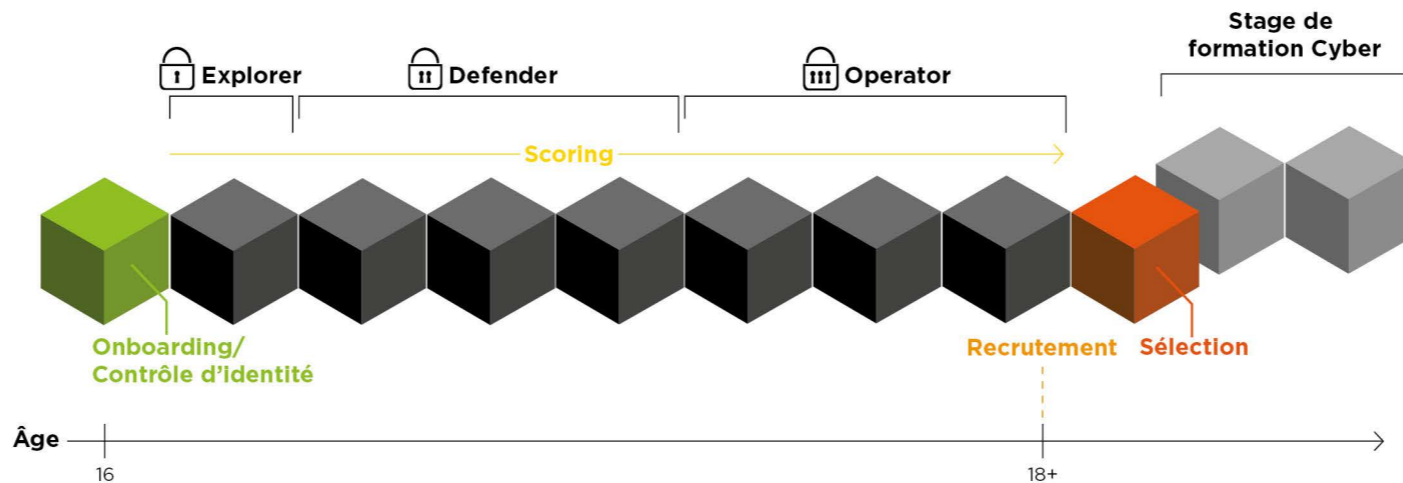 Stage de
formation Cyber
Explorer
Defender
Operator
Scoring
Onboarding/
Contrôle d’identité
Recrutement
Sélection
Âge
16
18+